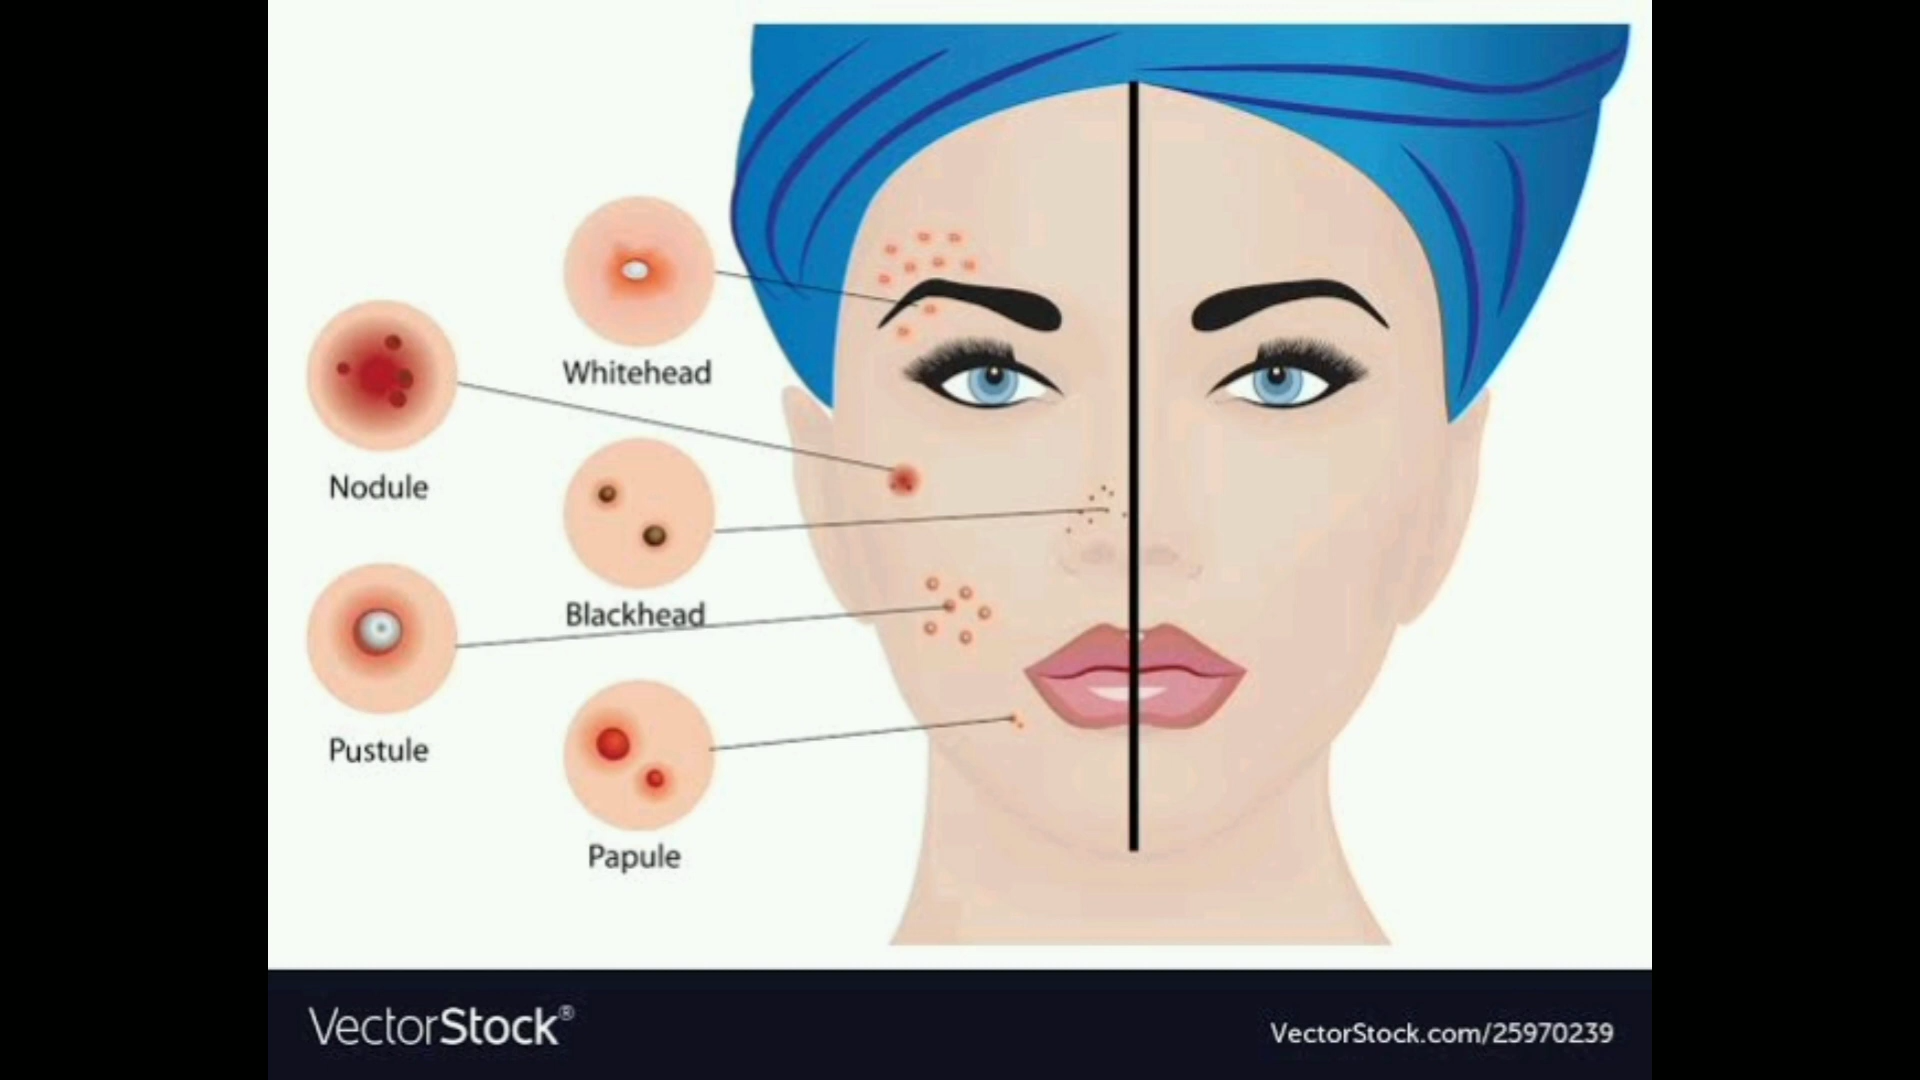 Whitehead
Nodule
Blackhead
Pustule
Papule
VectorStock®
VectorStock.com/25970239